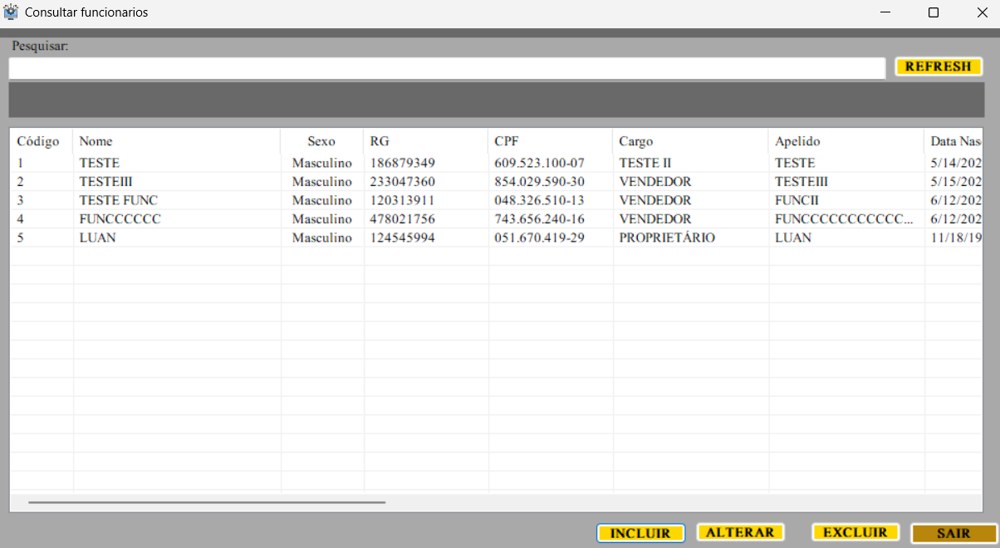 Consultar funcionarios
Pesquisar:
REFRESH
Código Nome Sexo RG CPF Cargo Apelido Data Nas
1 TESTE Masculino 186879349 609.523.100-07 TESTE II TESTE 5/14/202
2 TESTEIII Masculino 233047360 854.029.590-30 VENDEDOR TESTEIII 5/15/202
3 TESTE FUNC Masculino 120313911 048.326.510-13 VENDEDOR FUNCII 6/12/202
4 FUNCCCCCC Masculino 478021756 743.656.240-16 VENDEDOR FUNCCCCCCCCCCC... 6/12/202
5 LUAN Masculino 124545994 051.670.419-29 PROPRIETÁRIO LUAN 11/18/19
INCLUIR ALTERAR EXCLUIR SAIR